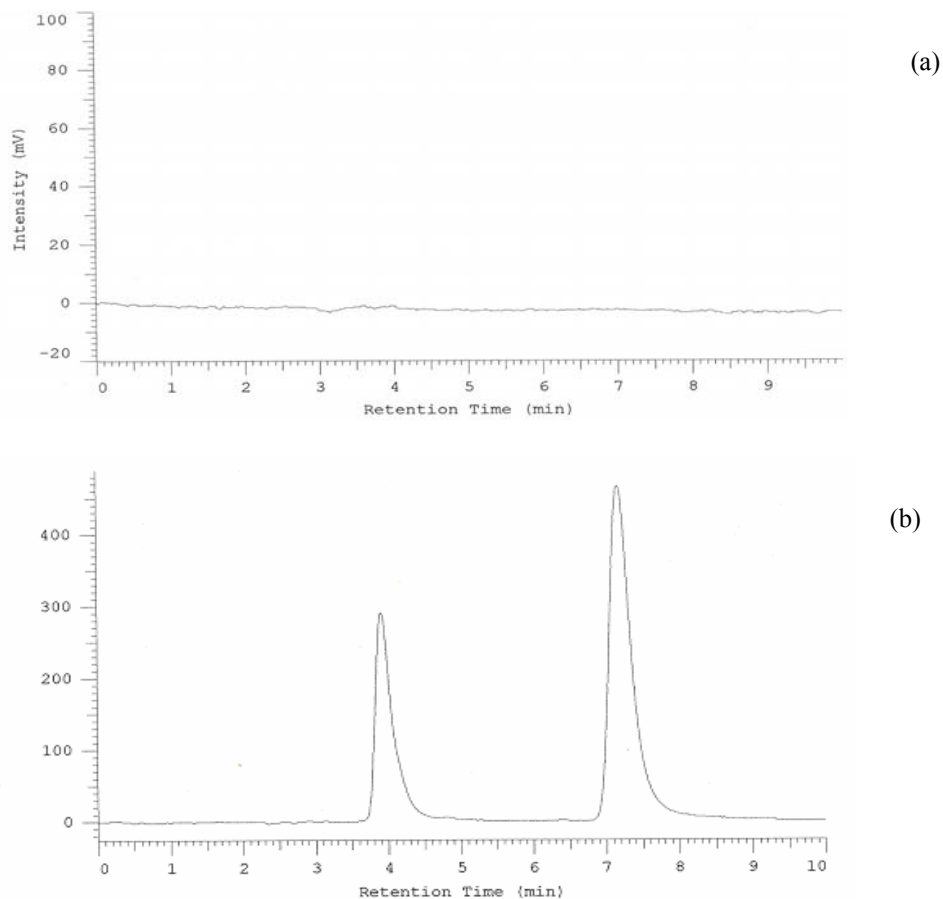 100
(a)
80
60
40
20
0
-20
Intensity (mV)
0 1 2 3 4 5 6 7 8 9
Retention Time (min)
(b)
400
300
200
100
0
0 1 2 3 4 5 6 7 8 9 10
Retention Time (min)